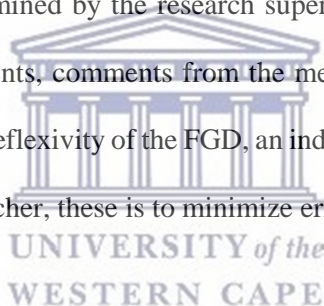 mined by the research super
nts, comments from the me
eflexivity of the FGD, an ind
cher, these is to minimize er
UNIVERSITY of the
WESTERN CAPE